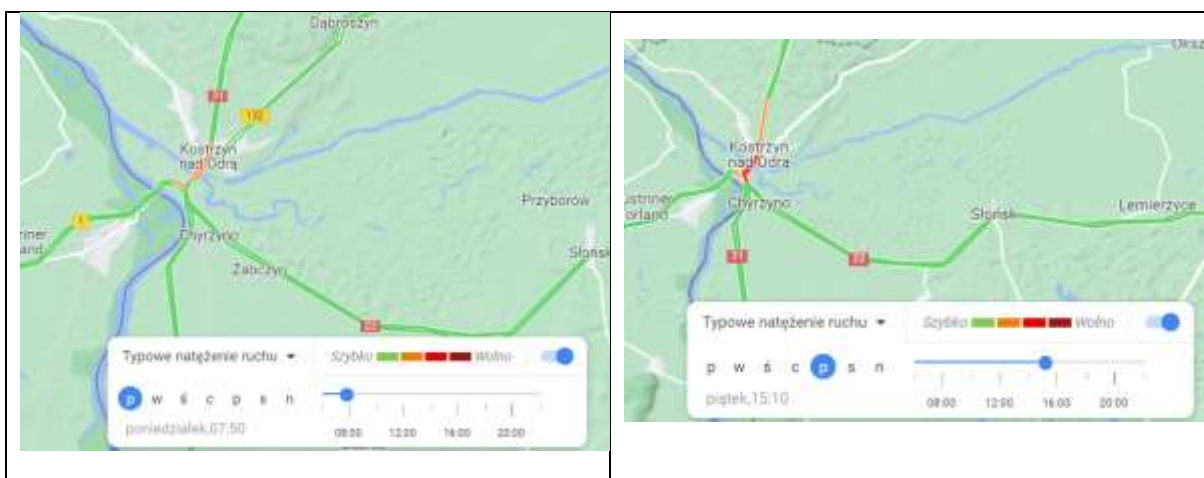 Dąbroszyn
31
132
Kostrzyn
nad Odrą
Przyborów
1
Chyrzyno
Słońsk
Żabczyn
22
Typowe natężenie ruchu
Szybko Wolno
p w ś c p s n
poniedziałek,07:50
08:00 12:00 16:00 20:00
Kostrzyn
nad Odrą
Chyrzyno
Słońsk
Lemierzyce
31
22
Typowe natężenie ruchu
Szybko Wolno
p w ś c p s n
piątek,15:10
08:00 12:00 16:00 20:00